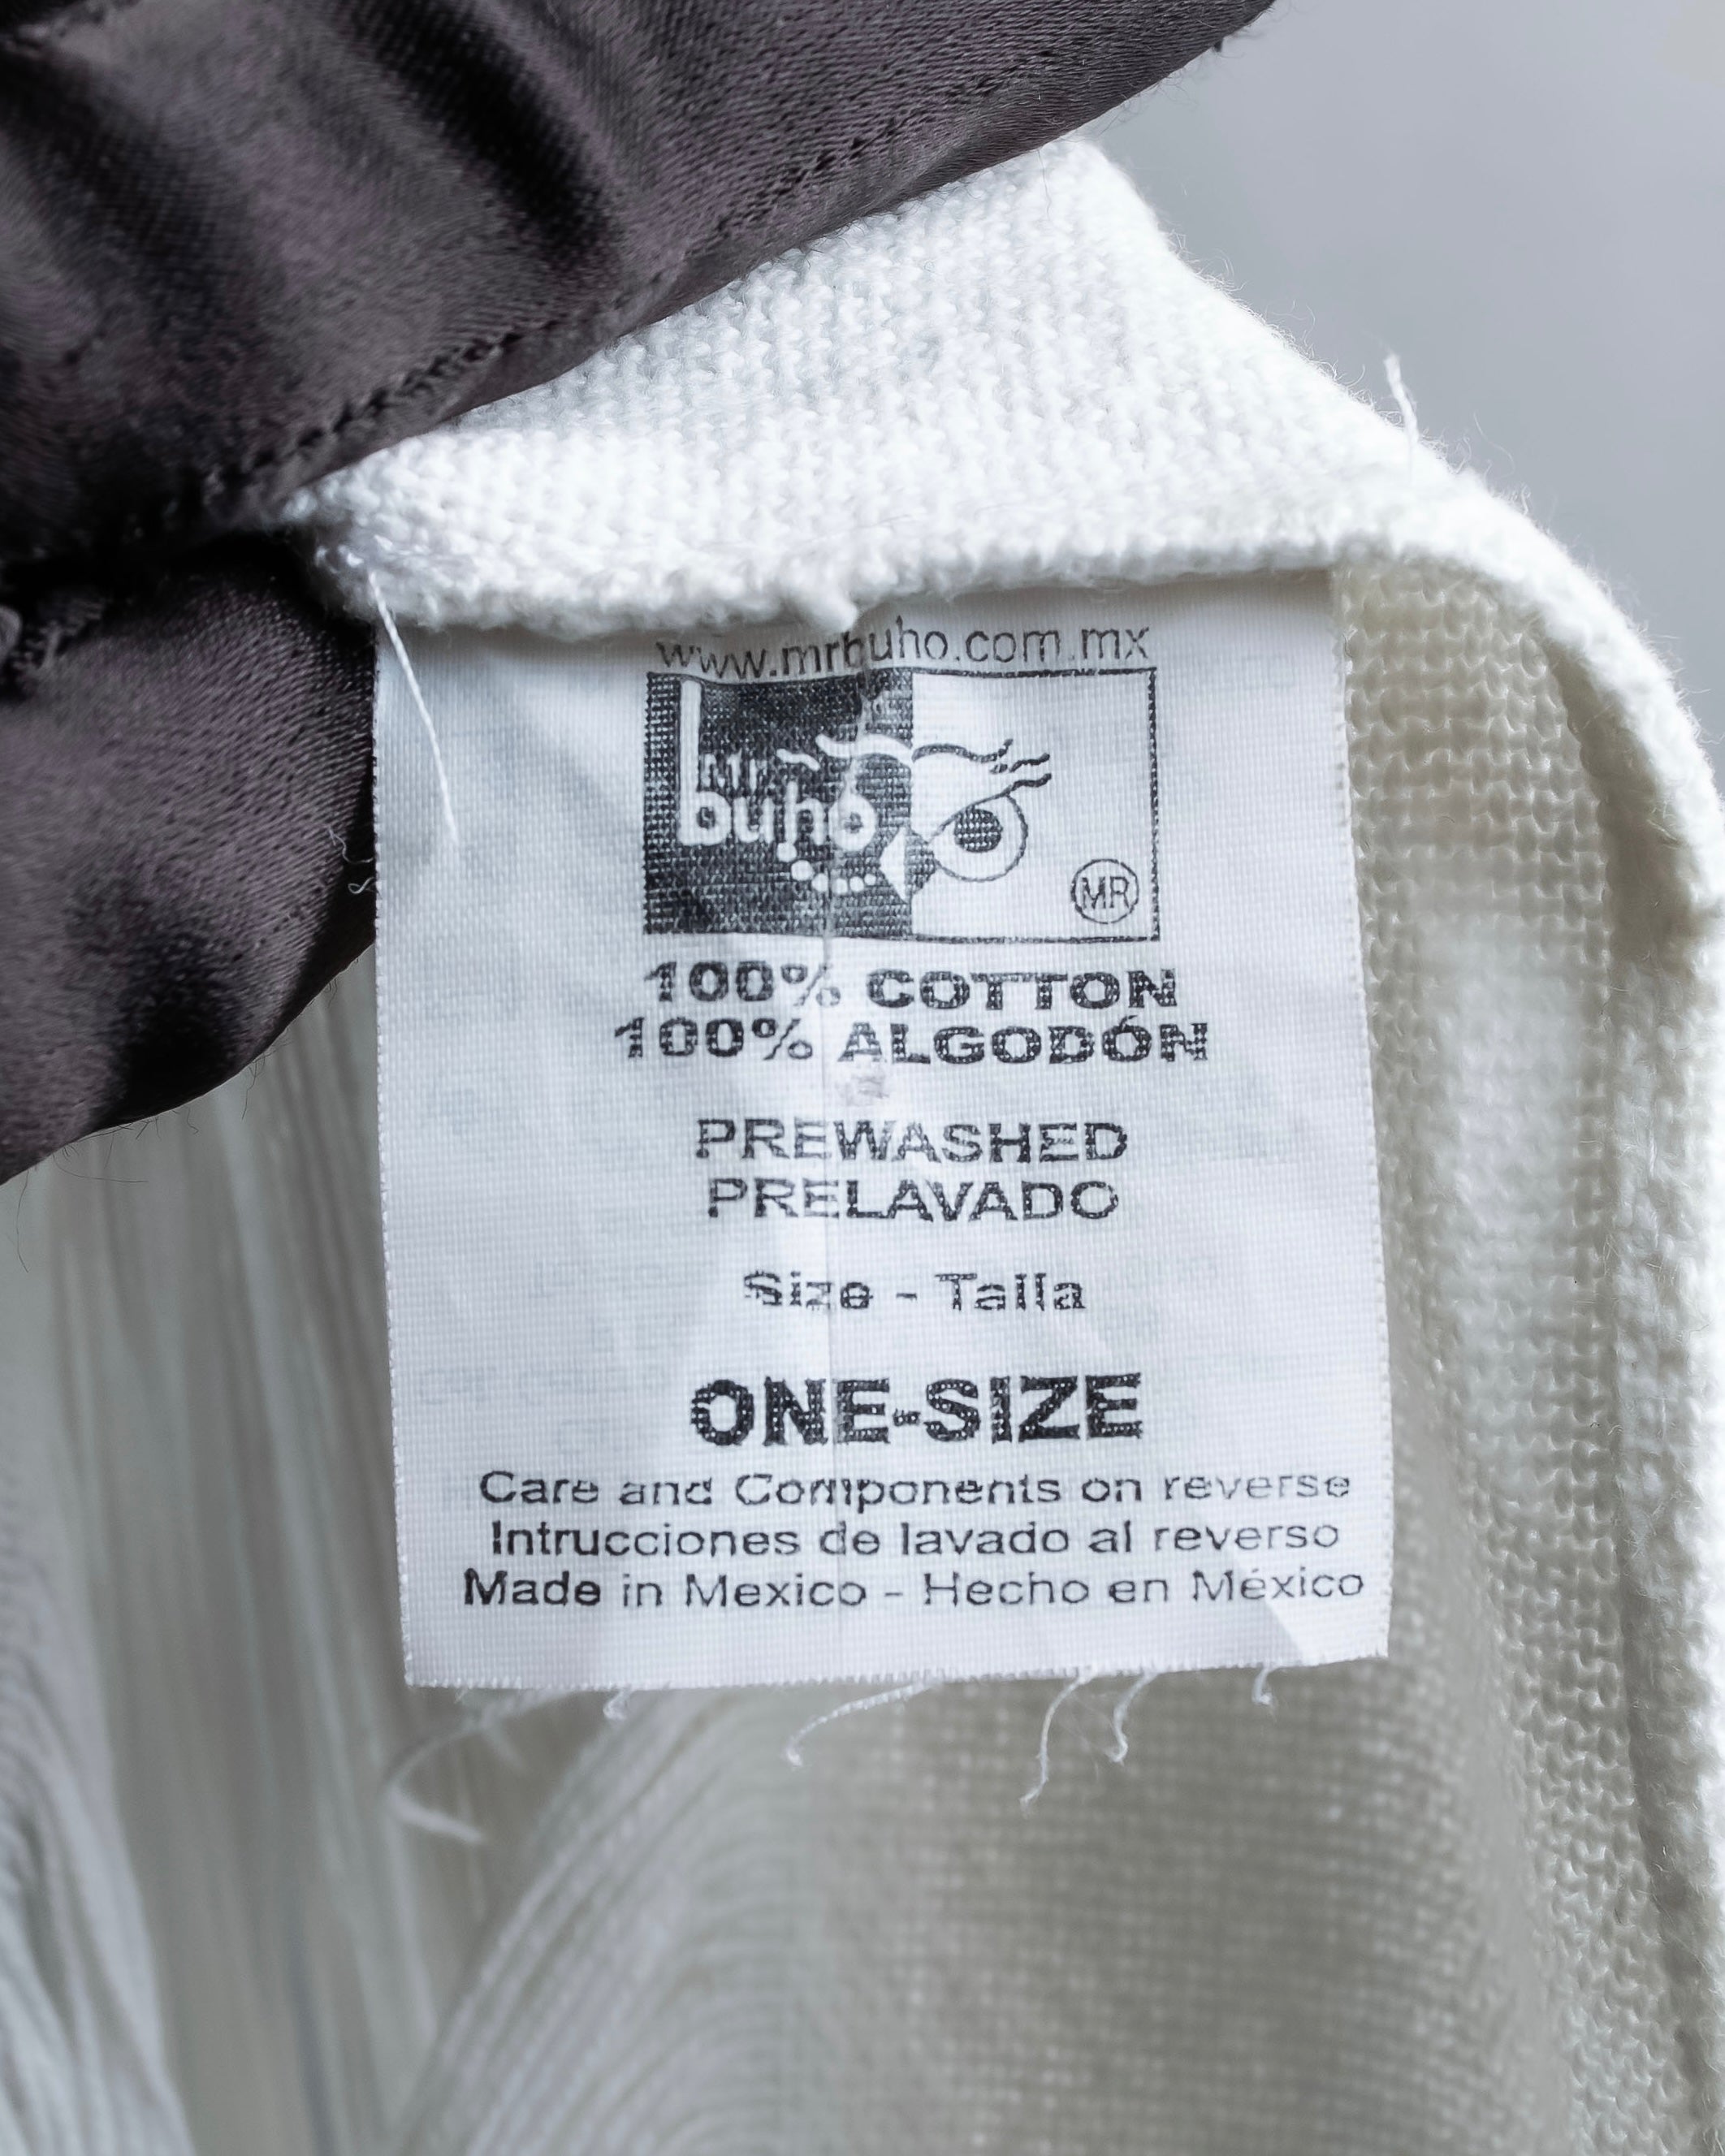 www.mrbuho.com.mx
Mr.
buho
MR
100% COTTON
100% ALGODÓN
PREWASHED
PRELAVADO
Size - Talla
ONE-SIZE
Care and Components on reverse
Intrucciones de lavado al reverso
Made in Mexico - Hecho en México